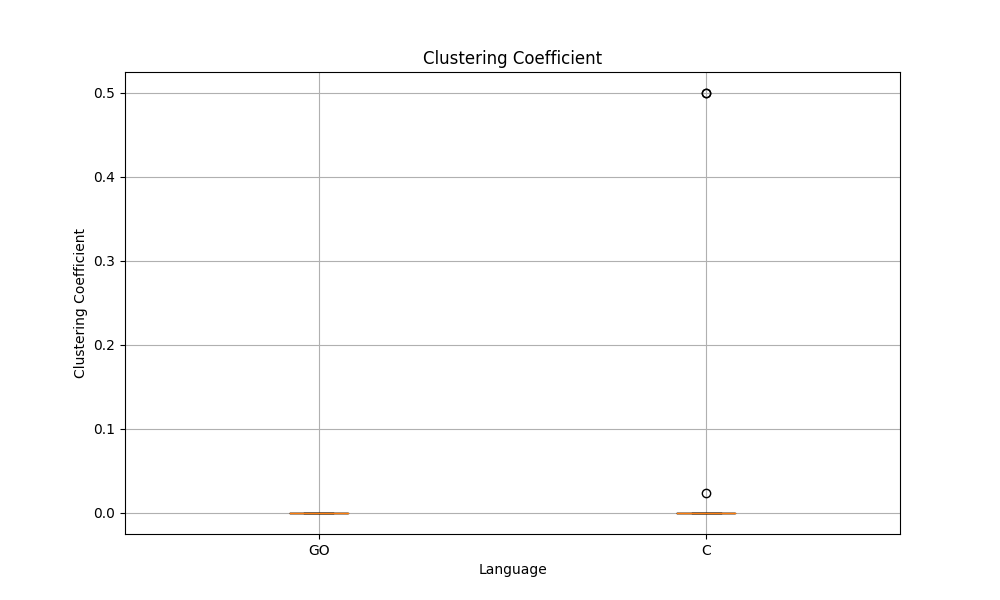 Clustering Coefficient
Clustering Coefficient
0.5
0.4
0.3
0.2
0.1
0.0
GO
C
Language